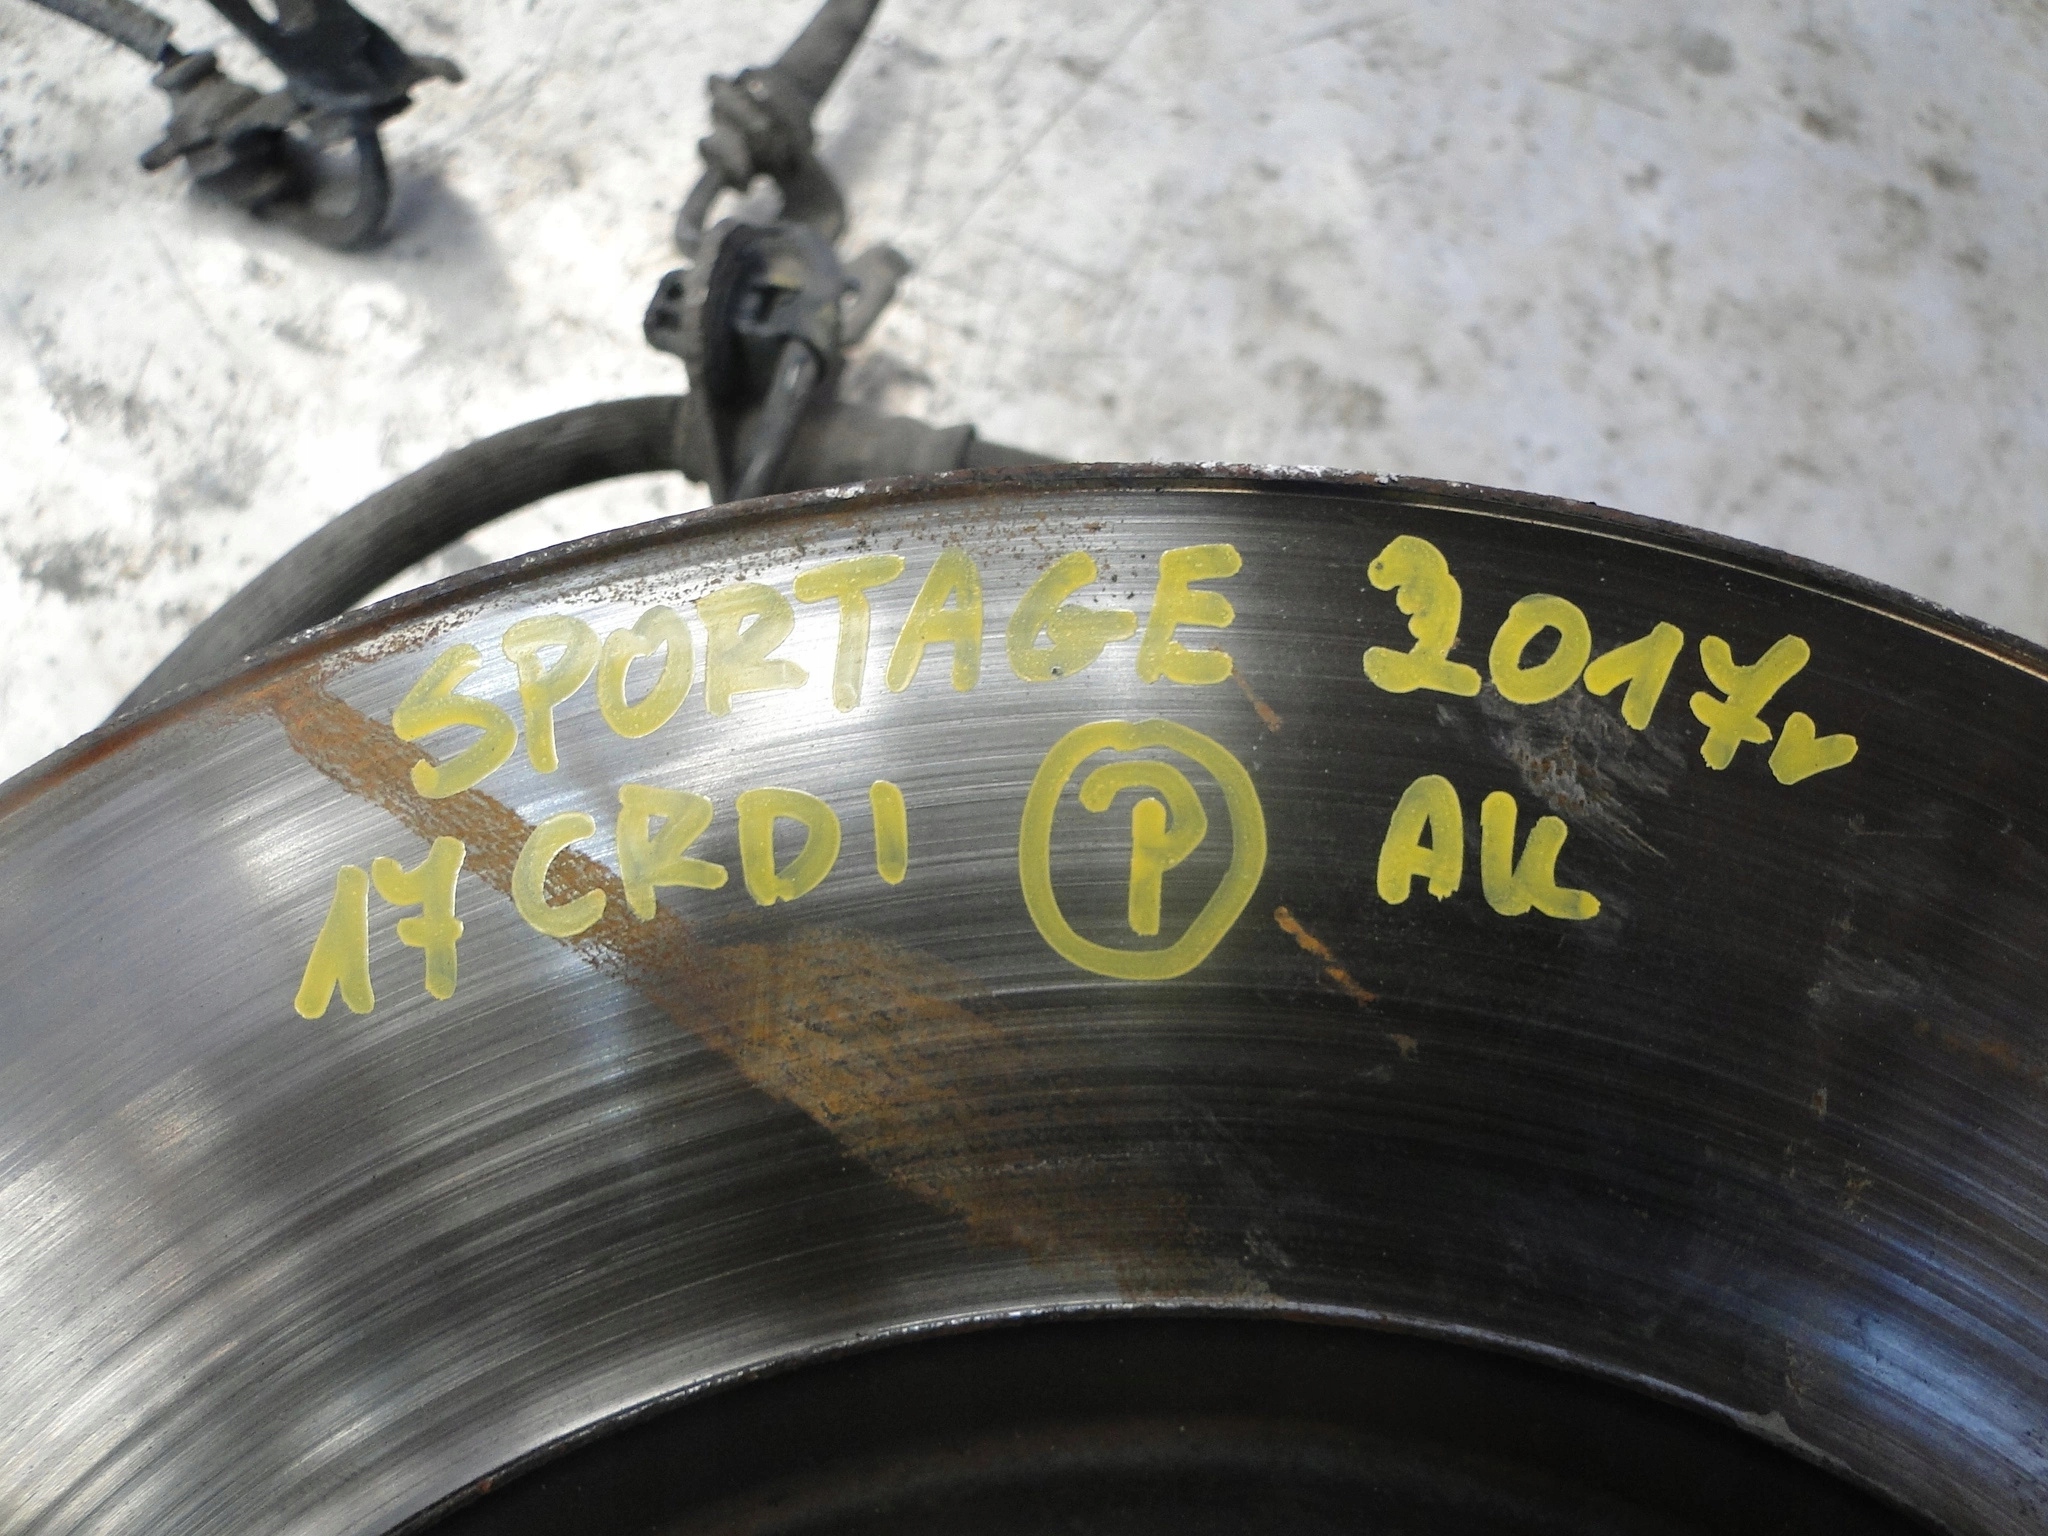 SPORTAGE 2017r
17 CRDI P AK